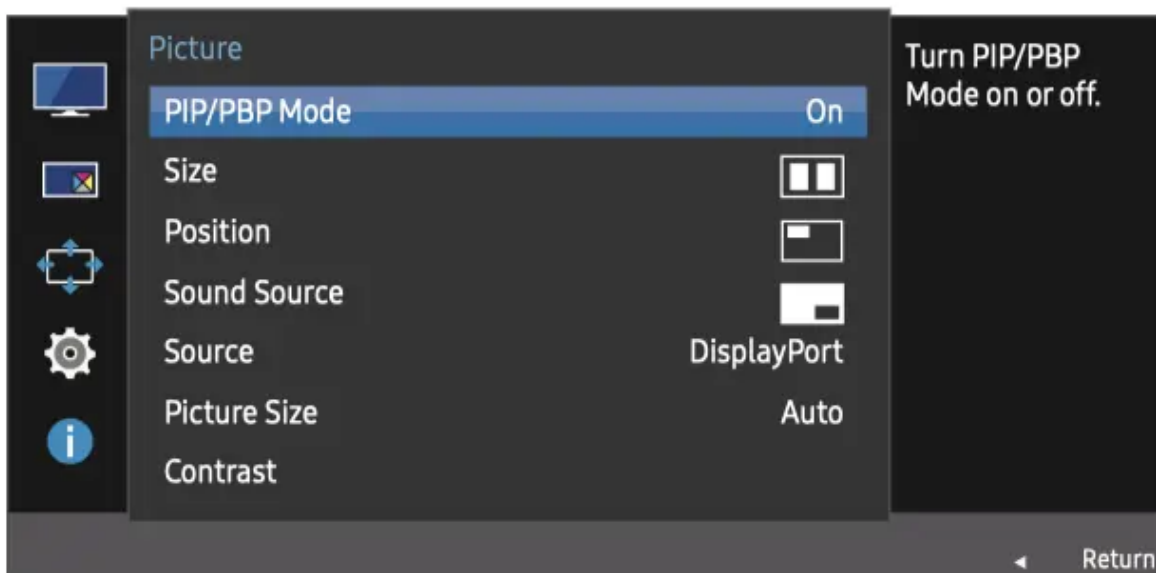 Picture
PIP/PBP Mode On
Size
Position
Sound Source
Source DisplayPort
Picture Size Auto
Contrast
Turn PIP/PBP
Mode on or off.
Return